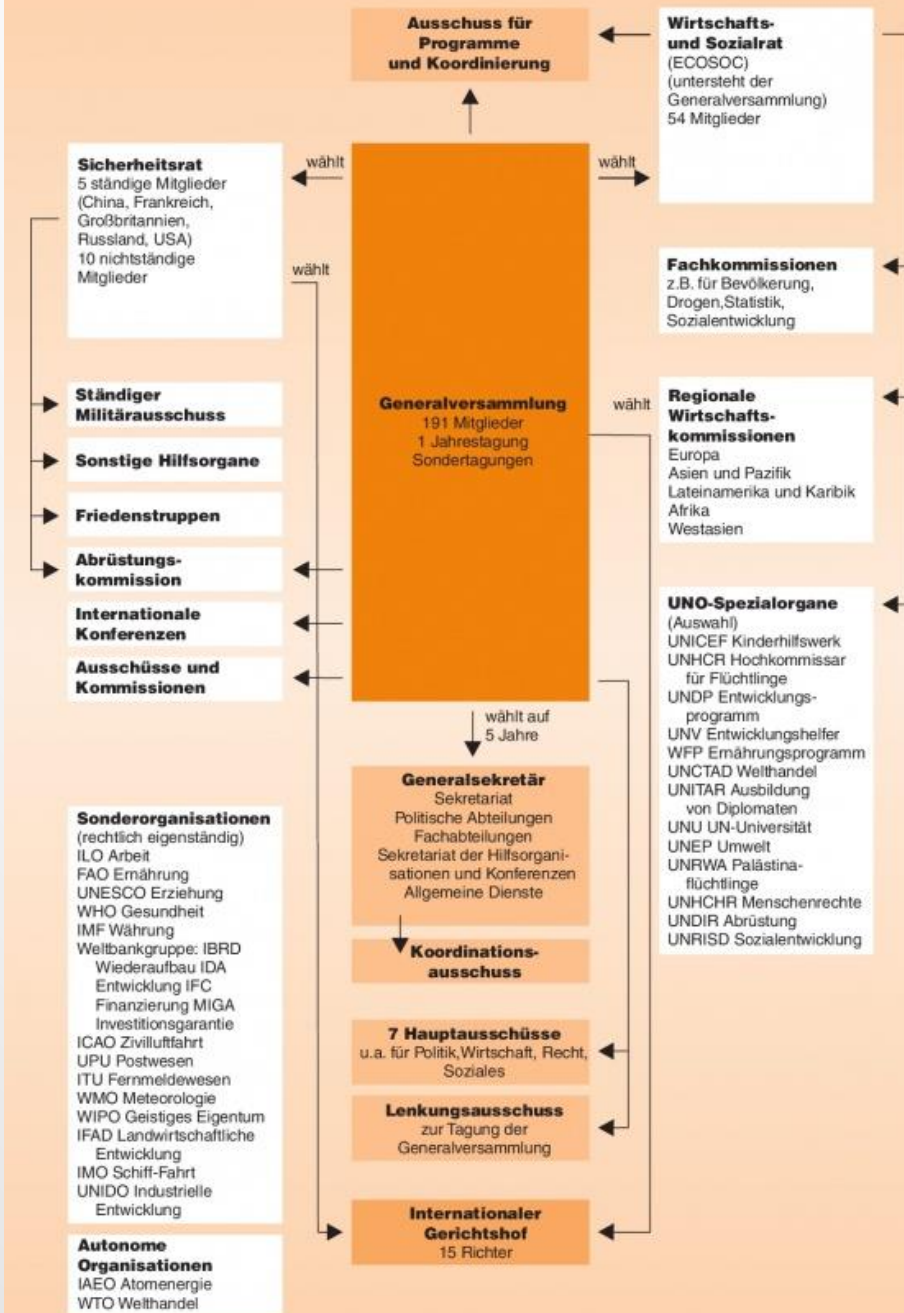 Ausschuss für
Programme
und Koordinierung
Wirtschafts-
und Sozialrat
(ECOSOC)
(untersteht der
Generalversammlung)
54 Mitglieder
Sicherheitsrat
5 ständige Mitglieder
(China, Frankreich,
Großbritannien,
Russland, USA)
10 nichtständige
Mitglieder
wählt
wählt
wählt
Fachkommissionen
z.B. für Bevölkerung,
Drogen,Statistik,
Sozialentwicklung
Ständiger
Militärausschuss
Sonstige Hilfsorgane
Friedenstruppen
Abrüstungs-
kommission
Internationale
Konferenzen
Ausschüsse und
Kommissionen
Generalversammlung
191 Mitglieder
1 Jahrestagung
Sondertagungen
wählt
Regionale
Wirtschafts-
kommissionen
Europa
Asien und Pazifik
Lateinamerika und Karibik
Afrika
Westasien
UNO-Spezialorgane
(Auswahl)
UNICEF Kinderhilfswerk
UNHCR Hochkommissar
für Flüchtlinge
UNDP Entwicklungs-
programm
UNV Entwicklungshelfer
WFP Ernährungsprogramm
UNCTAD Welthandel
UNITAR Ausbildung
von Diplomaten
UNU UN-Universität
UNEP Umwelt
UNRWA Palästina-
flüchtlinge
UNHCHR Menschenrechte
UNDIR Abrüstung
UNRISD Sozialentwicklung
wählt auf
5 Jahre
Generalsekretär
Sekretariat
Politische Abteilungen
Fachabteilungen
Sekretariat der Hilfsorgani-
sationen und Konferenzen
Allgemeine Dienste
Koordinations-
ausschuss
7 Hauptausschüsse
u.a. für Politik,Wirtschaft, Recht,
Soziales
Lenkungsausschuss
zur Tagung der
Generalversammlung
Internationaler
Gerichtshof
15 Richter
Sonderorganisationen
(rechtlich eigenständig)
ILO Arbeit
FAO Ernährung
UNESCO Erziehung
WHO Gesundheit
IMF Währung
Weltbankgruppe: IBRD
Wiederaufbau IDA
Entwicklung IFC
Finanzierung MIGA
Investitionsgarantie
ICAO Zivilluftfahrt
UPU Postwesen
ITU Fernmeldewesen
WMO Meteorologie
WIPO Geistiges Eigentum
IFAD Landwirtschaftliche
Entwicklung
IMO Schiff-Fahrt
UNIDO Industrielle
Entwicklung
Autonome
Organisationen
IAEO Atomenergie
WTO Welthandel